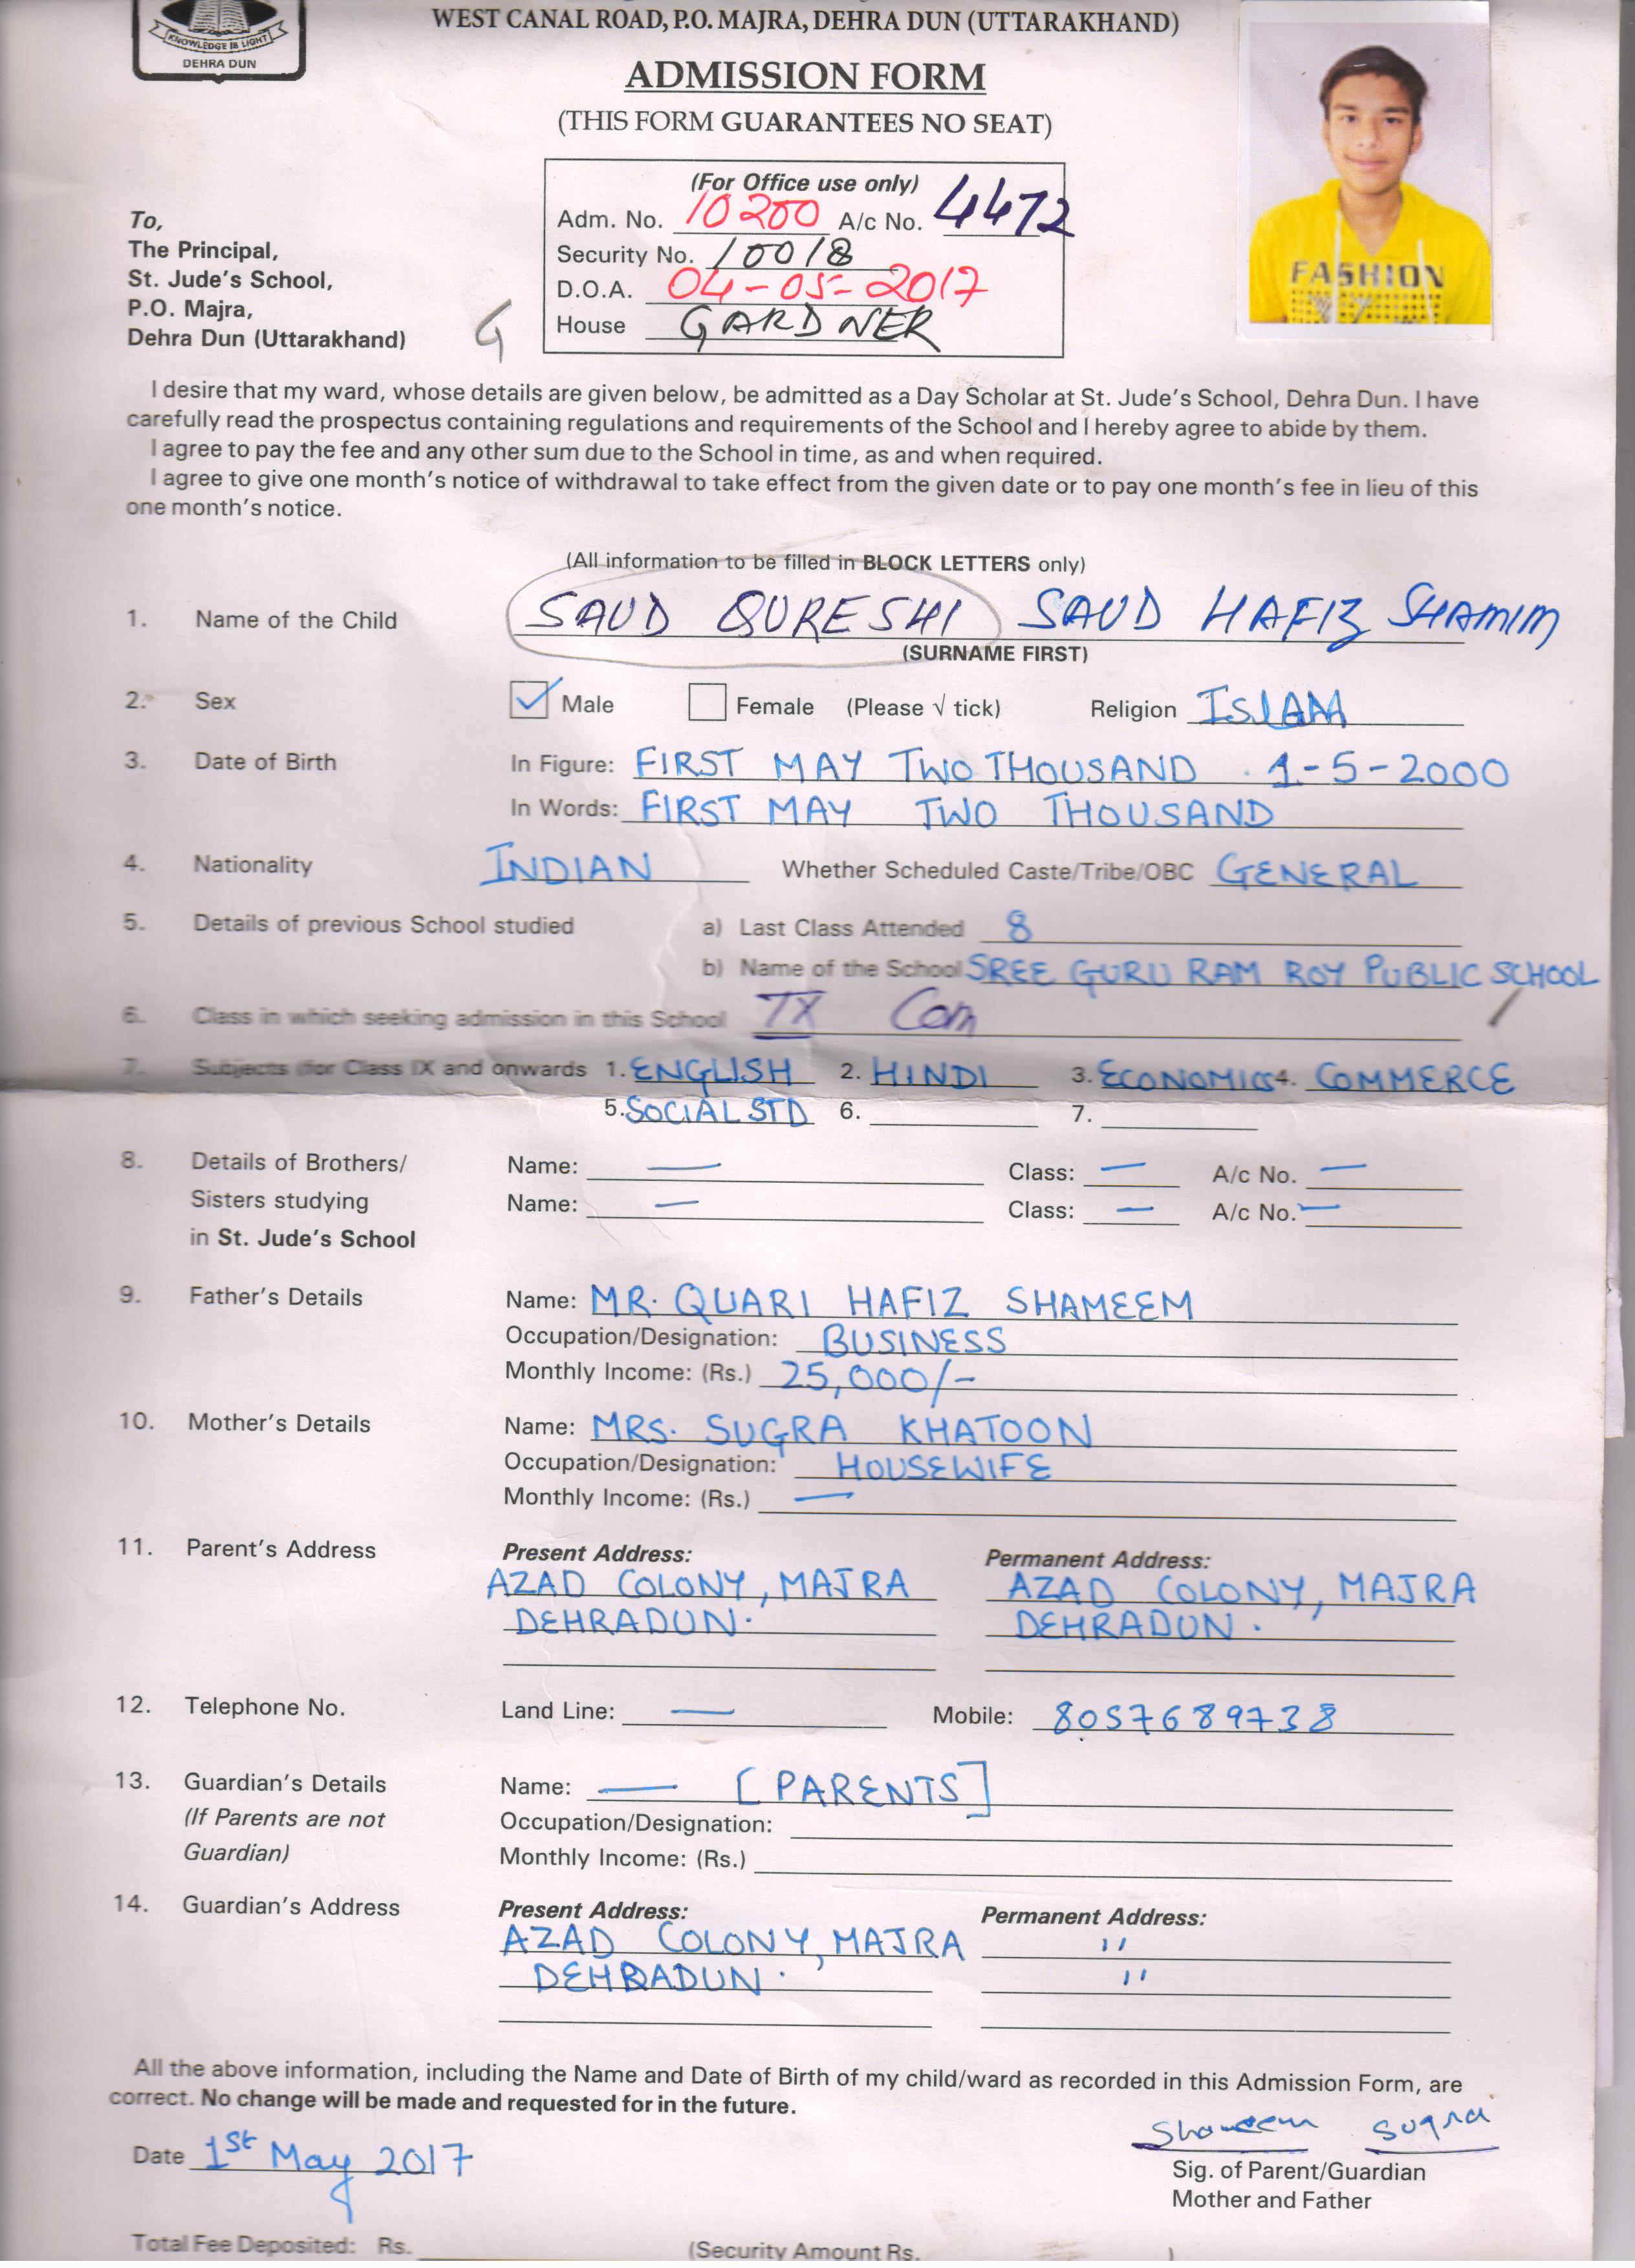 KNOWLEDGE IS LIGHT
DEHRA DUN
WEST CANAL ROAD, P.O. MAJRA, DEHRA DUN (UTTARAKHAND)
ADMISSION FORM
(THIS FORM GUARANTEES NO SEAT)
FASHION
(For Office use only)
Adm. No. 10200 A/c No. 4472
Security No. 10018
D.O.A. 04-05-2017
House GARDNER
To,
The Principal,
St. Jude's School,
P.O. Majra,
Dehra Dun (Uttarakhand)
G
I desire that my ward, whose details are given below, be admitted as a Day Scholar at St. Jude's School, Dehra Dun. I have
carefully read the prospectus containing regulations and requirements of the School and I hereby agree to abide by them.
I agree to pay the fee and any other sum due to the School in time, as and when required.
I agree to give one month's notice of withdrawal to take effect from the given date or to pay one month's fee in lieu of this
one month's notice.
(All information to be filled in BLOCK LETTERS only)
1. Name of the Child SAUD QURESHI SAUD HAFIZ SHAMIM
(SURNAME FIRST)
2. Sex Male Female (Please √ tick) Religion ISLAM
3. Date of Birth In Figure: FIRST MAY TWO THOUSAND 1-5-2000
In Words: FIRST MAY TWO THOUSAND
4. Nationality INDIAN Whether Scheduled Caste/Tribe/OBC GENERAL
5. Details of previous School studied a) Last Class Attended 8
b) Name of the School SREE GURU RAM ROY PUBLIC SCHOOL
6. Class in which seeking admission in this School IX Com
7. Subjects (for Class IX and onwards 1. ENGLISH 2. HINDI 3. ECONOMICS 4. COMMERCE
5. SOCIAL STD 6. 7.
8. Details of Brothers/ Name: — Class: — A/c No. —
Sisters studying Name: — Class: — A/c No. —
in St. Jude's School
9. Father's Details Name: MR. QUARI HAFIZ SHAMEEM
Occupation/Designation: BUSINESS
Monthly Income: (Rs.) 25,000/-
10. Mother's Details Name: MRS. SUGRA KHATOON
Occupation/Designation: HOUSEWIFE
Monthly Income: (Rs.) —
11. Parent's Address Present Address: Permanent Address:
AZAD COLONY, MAJRA AZAD COLONY, MAJRA
DEHRADUN. DEHRADUN.
12. Telephone No. Land Line: — Mobile: 8057689738
13. Guardian's Details Name: — [PARENTS]
(If Parents are not Occupation/Designation:
Guardian) Monthly Income: (Rs.)
14. Guardian's Address Present Address: Permanent Address:
AZAD COLONY, MAJRA "
DEHRADUN. "
All the above information, including the Name and Date of Birth of my child/ward as recorded in this Admission Form, are
correct. No change will be made and requested for in the future.
Shameem Sugra
Date 1st May 2017
Sig. of Parent/Guardian
Mother and Father
Total Fee Deposited: Rs. (Security Amount Rs. )